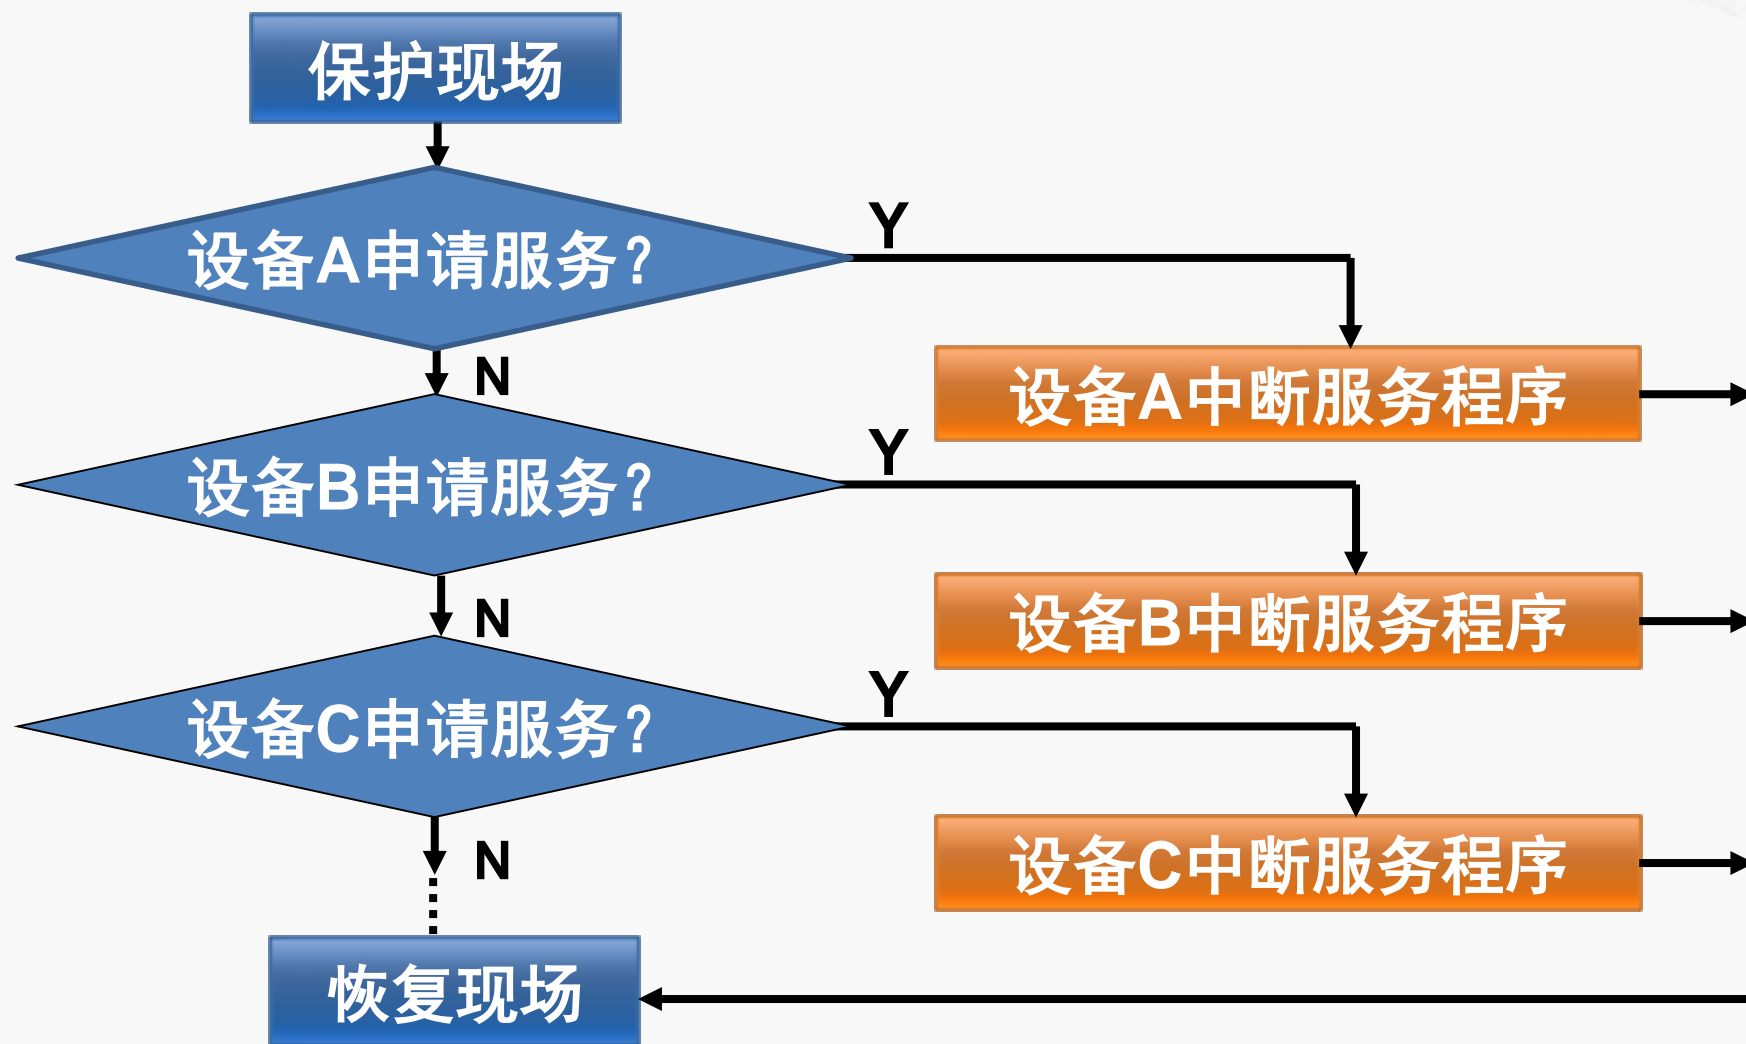 保护现场
设备A申请服务？
Y
N
设备A中断服务程序
设备B申请服务？
Y
N
设备B中断服务程序
设备C申请服务？
Y
N
设备C中断服务程序
恢复现场